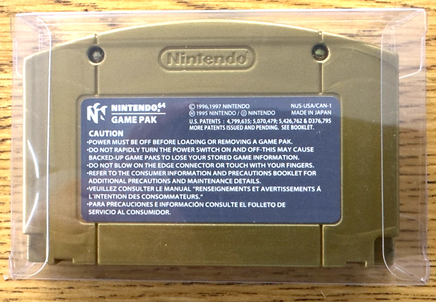 Nintendo
NINTENDO 64
GAME PAK
© 1996,1997 NINTENDO
NUS-USA/CAN-1
© 1995 NINTENDO / © NINTENDO
MADE IN JAPAN
U.S. PATENTS : 4,799,635; 5,070,479; 5,426,762 & D376,795
MORE PATENTS ISSUED AND PENDING. SEE BOOKLET.
CAUTION
•POWER MUST BE OFF BEFORE LOADING OR REMOVING A GAME PAK.
•DO NOT RAPIDLY TURN THE POWER SWITCH ON AND OFF-THIS MAY CAUSE
BACKED-UP GAME PAKS TO LOSE YOUR STORED GAME INFORMATION.
•DO NOT BLOW ON THE EDGE CONNECTOR OR TOUCH WITH YOUR FINGERS.
•REFER TO THE CONSUMER INFORMATION AND PRECAUTIONS BOOKLET FOR
ADDITIONAL PRECAUTIONS AND MAINTENANCE DETAILS.
•VEUILLEZ CONSULTER LE MANUAL "RENSEIGNEMENTS ET AVERTISSEMENTS À
L'INTENTION DES CONSOMMATEURS."
•PARA PRECAUCIONES E INFORMACIÓN CONSULTE EL FOLLETO DE
SERVICIO AL CONSUMIDOR.